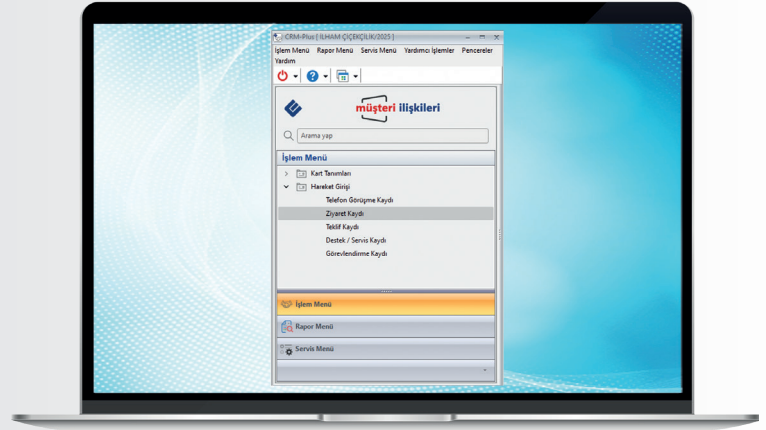 CRM-Plus [ İLHAM ÇİÇEKÇİLİK/2025 ]
İşlem Menü Rapor Menü Servis Menü Yardımcı İşlemler Pencereler
Yardım
müşteri ilişkileri
Arama yap
İşlem Menü
Kart Tanımları
Hareket Girişi
Telefon Görüşme Kaydı
Ziyaret Kaydı
Teklif Kaydı
Destek / Servis Kaydı
Görevlendirme Kaydı
İşlem Menü
Rapor Menü
Servis Menü